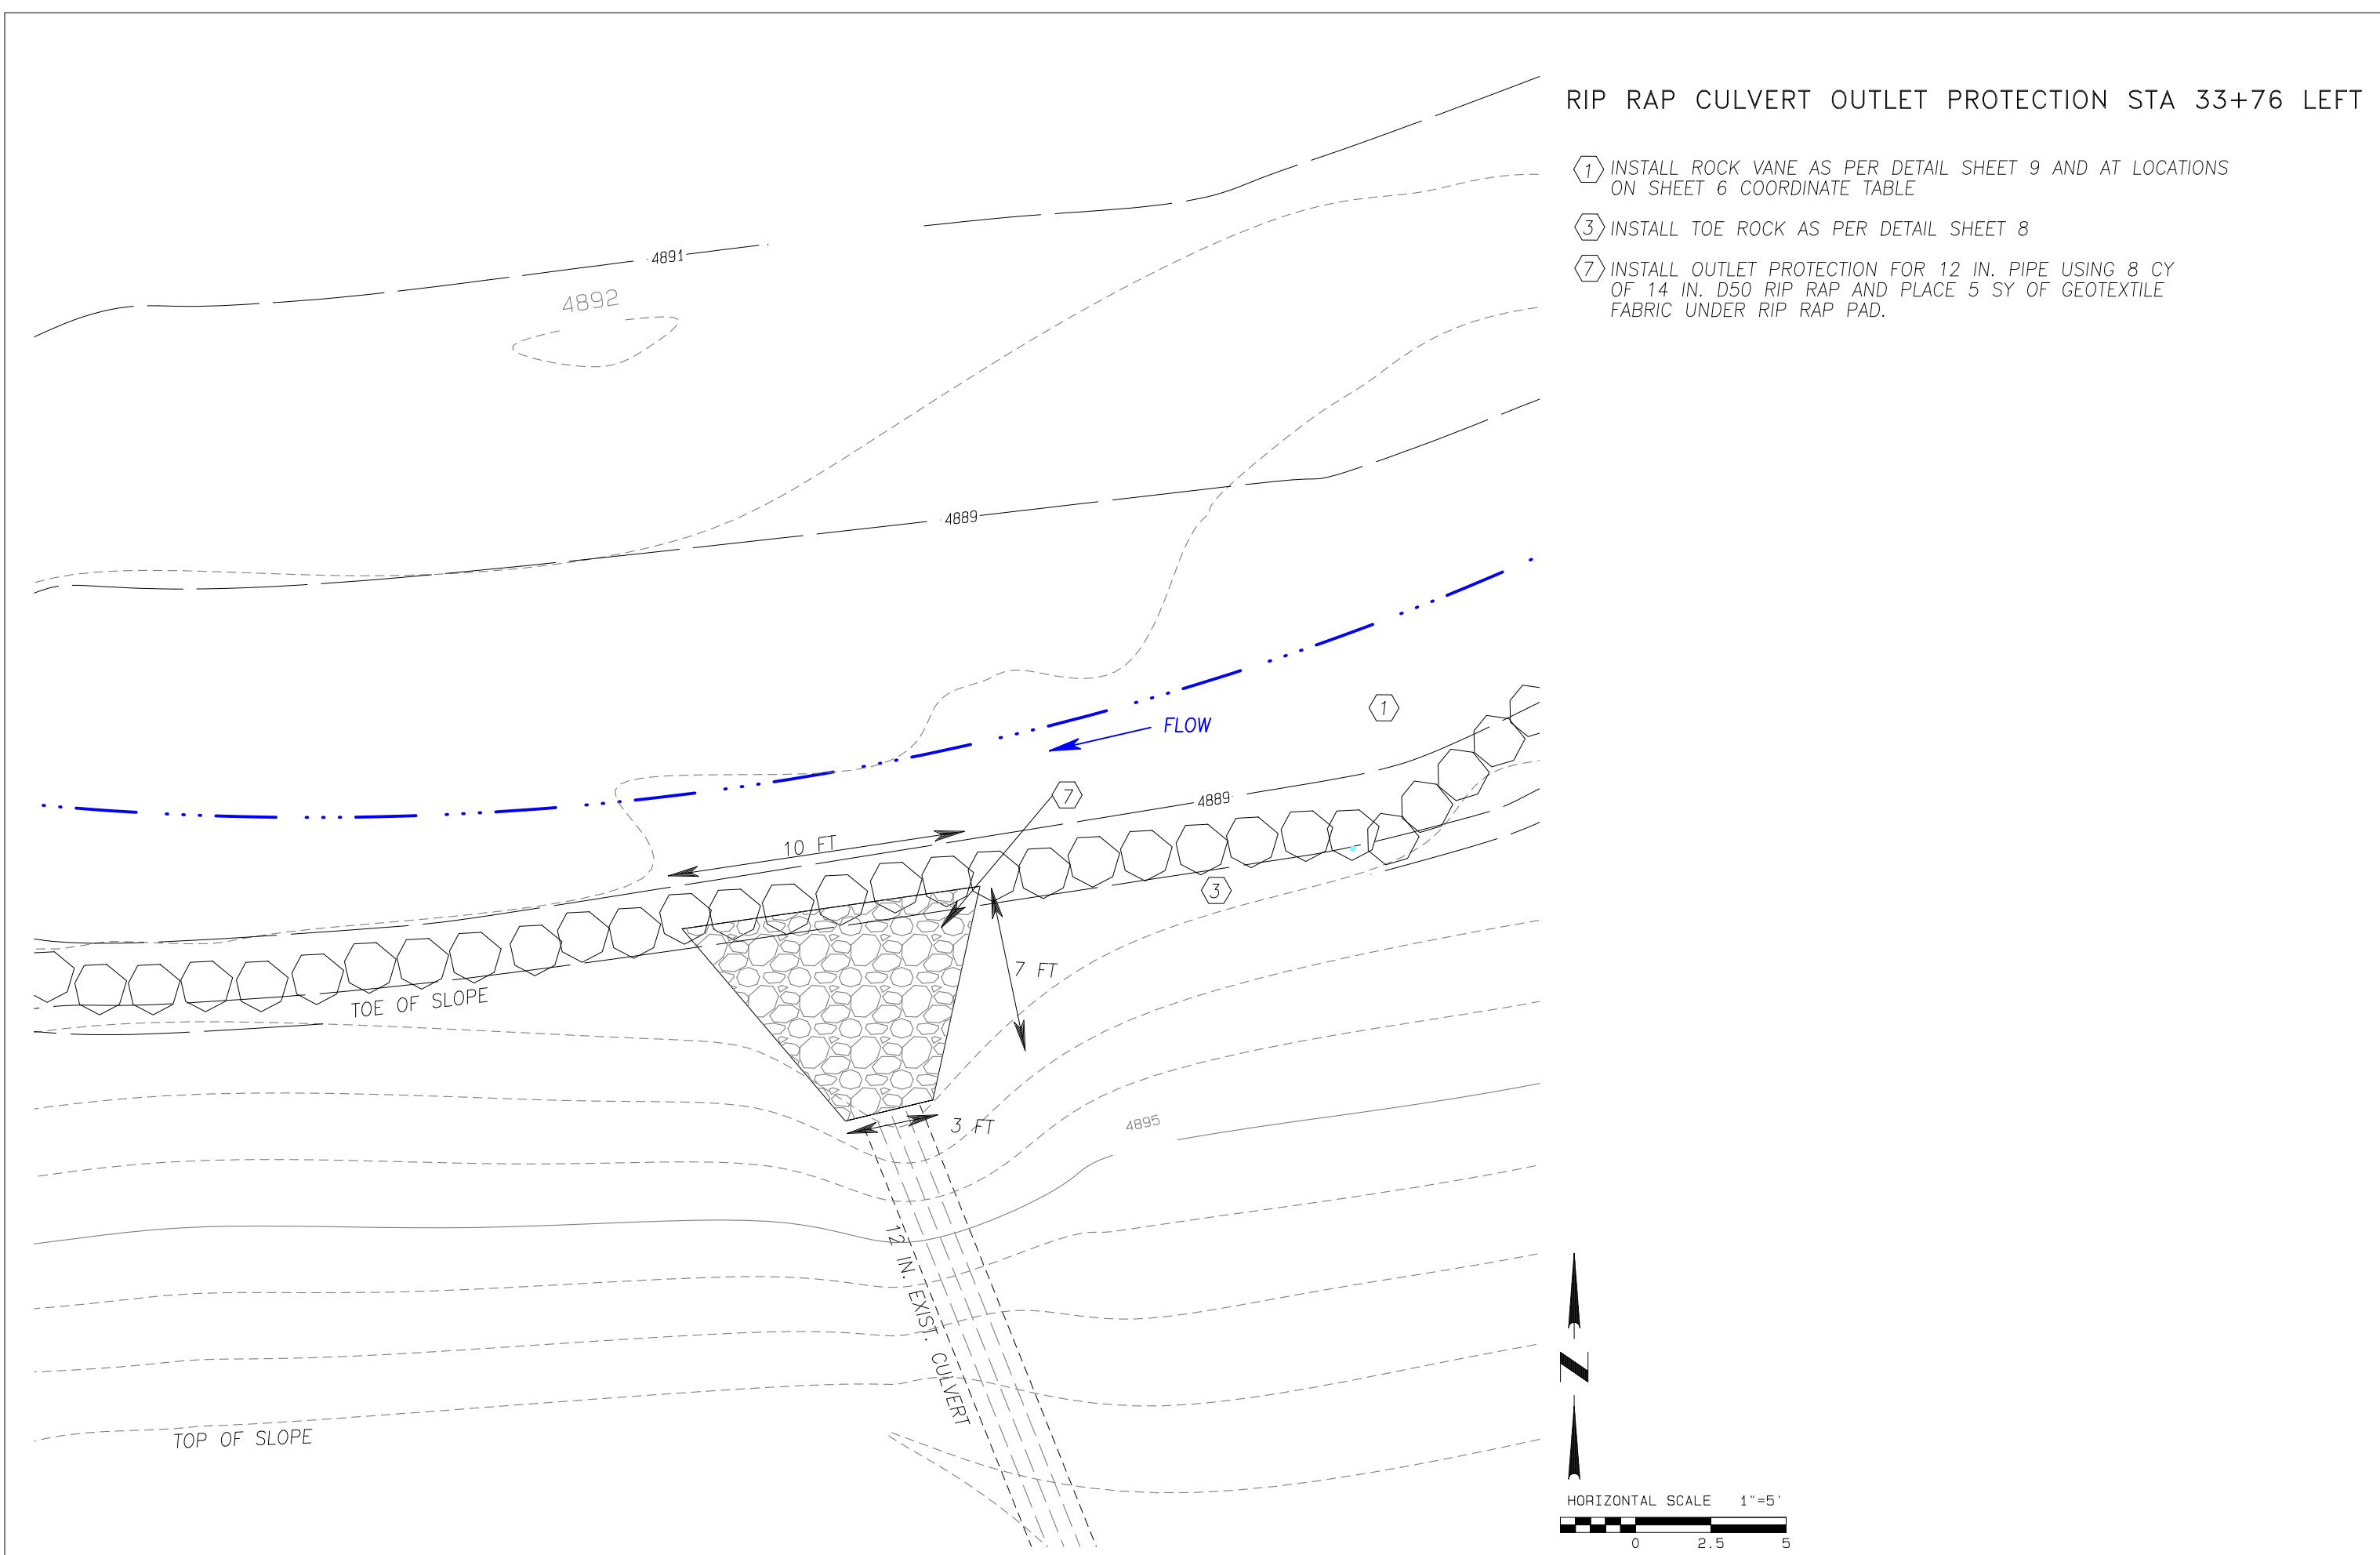 RIP RAP CULVERT OUTLET PROTECTION STA 33+76 LEFT
1 INSTALL ROCK VANE AS PER DETAIL SHEET 9 AND AT LOCATIONS
ON SHEET 6 COORDINATE TABLE
3 INSTALL TOE ROCK AS PER DETAIL SHEET 8
7 INSTALL OUTLET PROTECTION FOR 12 IN. PIPE USING 8 CY
OF 14 IN. D50 RIP RAP AND PLACE 5 SY OF GEOTEXTILE
FABRIC UNDER RIP RAP PAD.
4891
4892
4889
1
FLOW
7
4889
10 FT
3
7 FT
TOE OF SLOPE
3 FT
4895
12 IN. EXIST. CULVERT
TOP OF SLOPE
N
HORIZONTAL SCALE 1"=5'
0 2.5 5